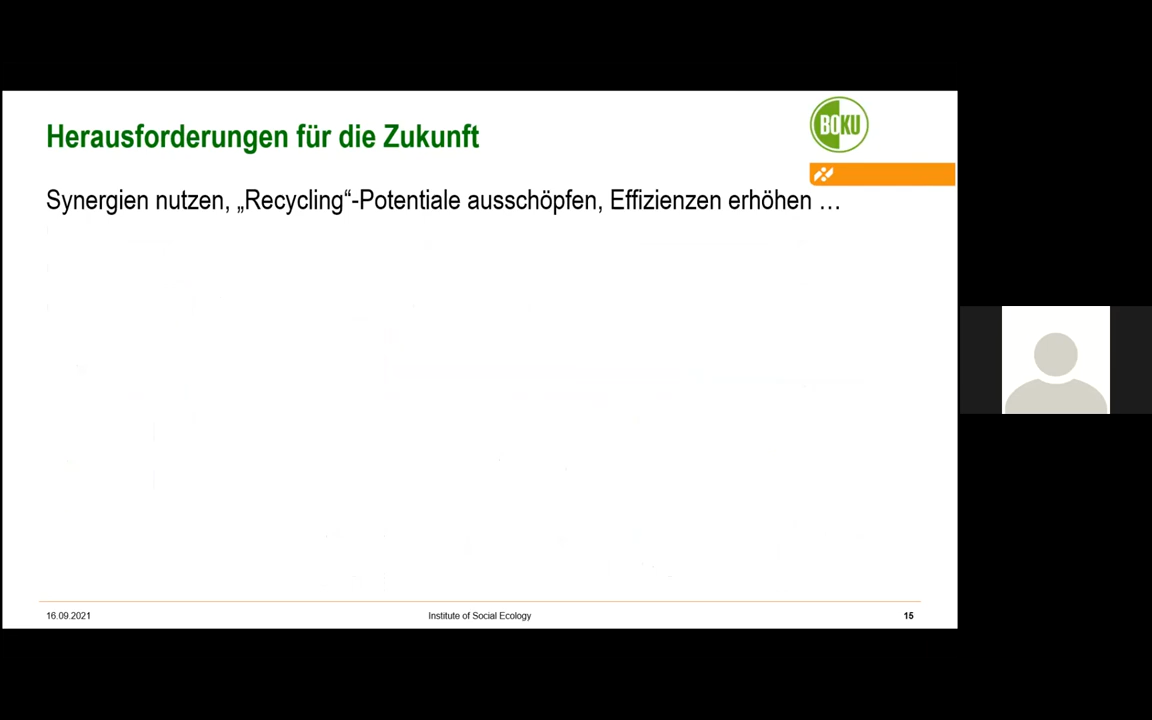 Herausforderungen für die Zukunft
BOKU
Synergien nutzen, „Recycling“-Potentiale ausschöpfen, Effizienzen erhöhen …
16.09.2021
Institute of Social Ecology
15